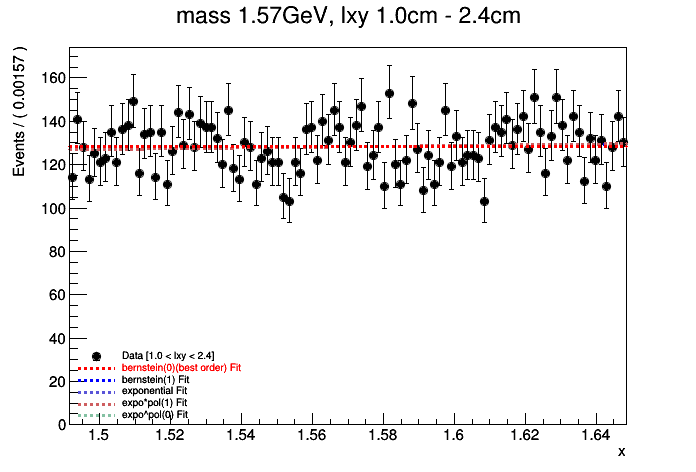 mass 1.57GeV, lxy 1.0cm - 2.4cm
Events / ( 0.00157 )
160
140
120
100
80
60
40
20
0
Data [1.0 < lxy < 2.4]
bernstein(0)(best order) Fit
bernstein(1) Fit
exponential Fit
expo*pol(1) Fit
expo^pol(0) Fit
1.5 1.52 1.54 1.56 1.58 1.6 1.62 1.64
x